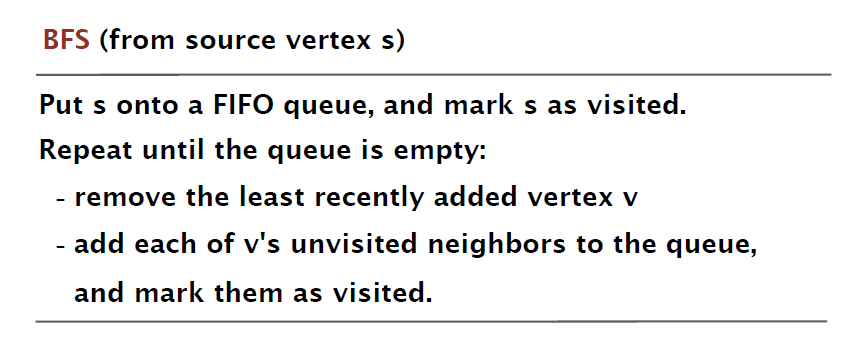 BFS (from source vertex s)
Put s onto a FIFO queue, and mark s as visited.
Repeat until the queue is empty:
- remove the least recently added vertex v
- add each of v's unvisited neighbors to the queue,
and mark them as visited.